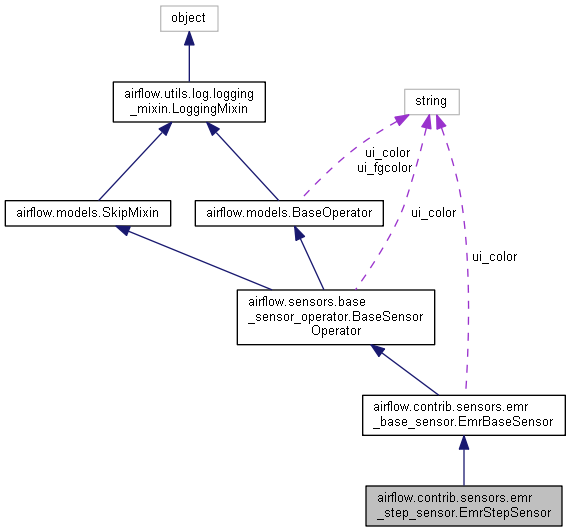 object
airflow.utils.log.logging
_mixin.LoggingMixin
string
ui_color
ui_fgcolor
airflow.models.SkipMixin
airflow.models.BaseOperator
ui_color
ui_color
airflow.sensors.base
_sensor_operator.BaseSensor
Operator
airflow.contrib.sensors.emr
_base_sensor.EmrBaseSensor
airflow.contrib.sensors.emr
_step_sensor.EmrStepSensor